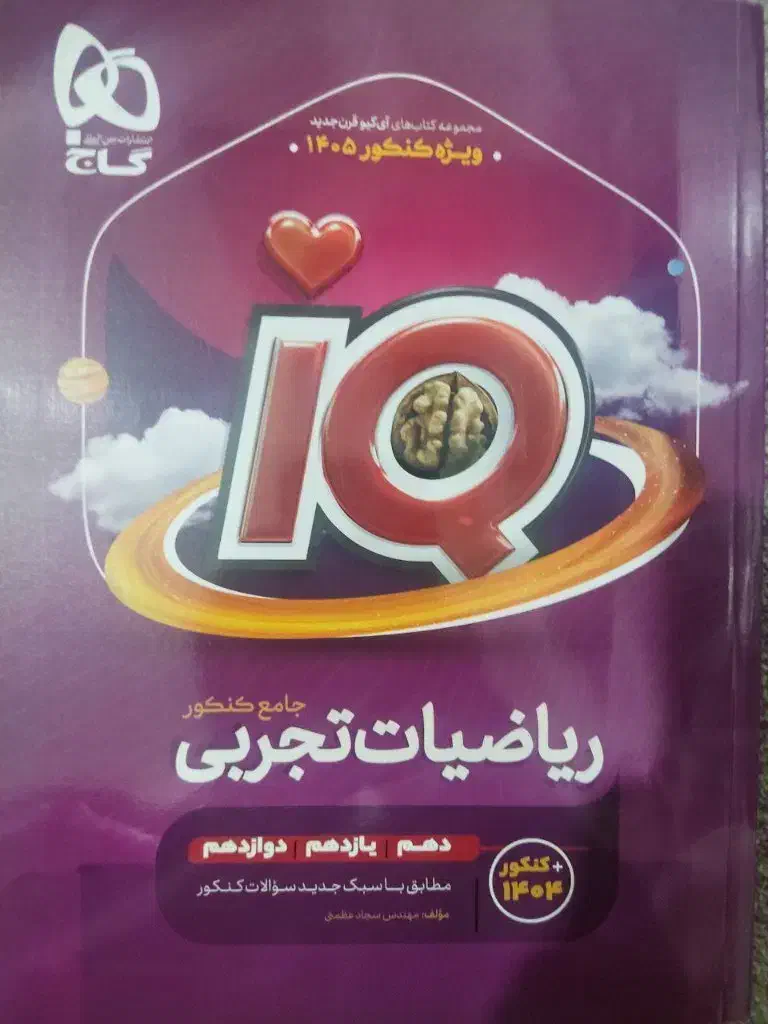 انتشارات بین‌المللی
گاج
مجموعه کتاب‌های آی‌کیو قرن جدید
• ویژه کنکور ۱۴۰۵ •
IQ
جامع کنکور
ریاضیات تجربی
دهم | یازدهم | دوازدهم
+ کنکور
۱۴۰۴
مطابق با سبک جدید سؤالات کنکور
مؤلف: مهندس سجاد عظمتی